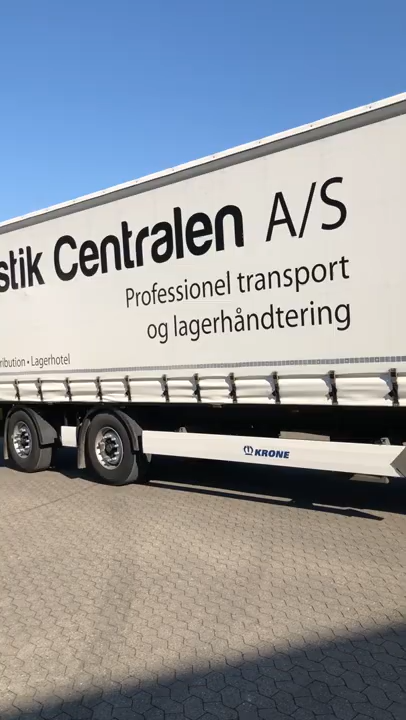 stik Centralen A/S
Professionel transport
og lagerhåndtering
ribution • Lagerhotel
KRONE